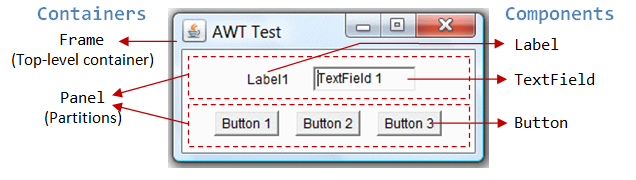 Containers
Components
Frame
(Top-level container)
AWT Test
Label
Label1
TextField 1
TextField
Panel
(Partitions)
Button 1
Button 2
Button 3
Button